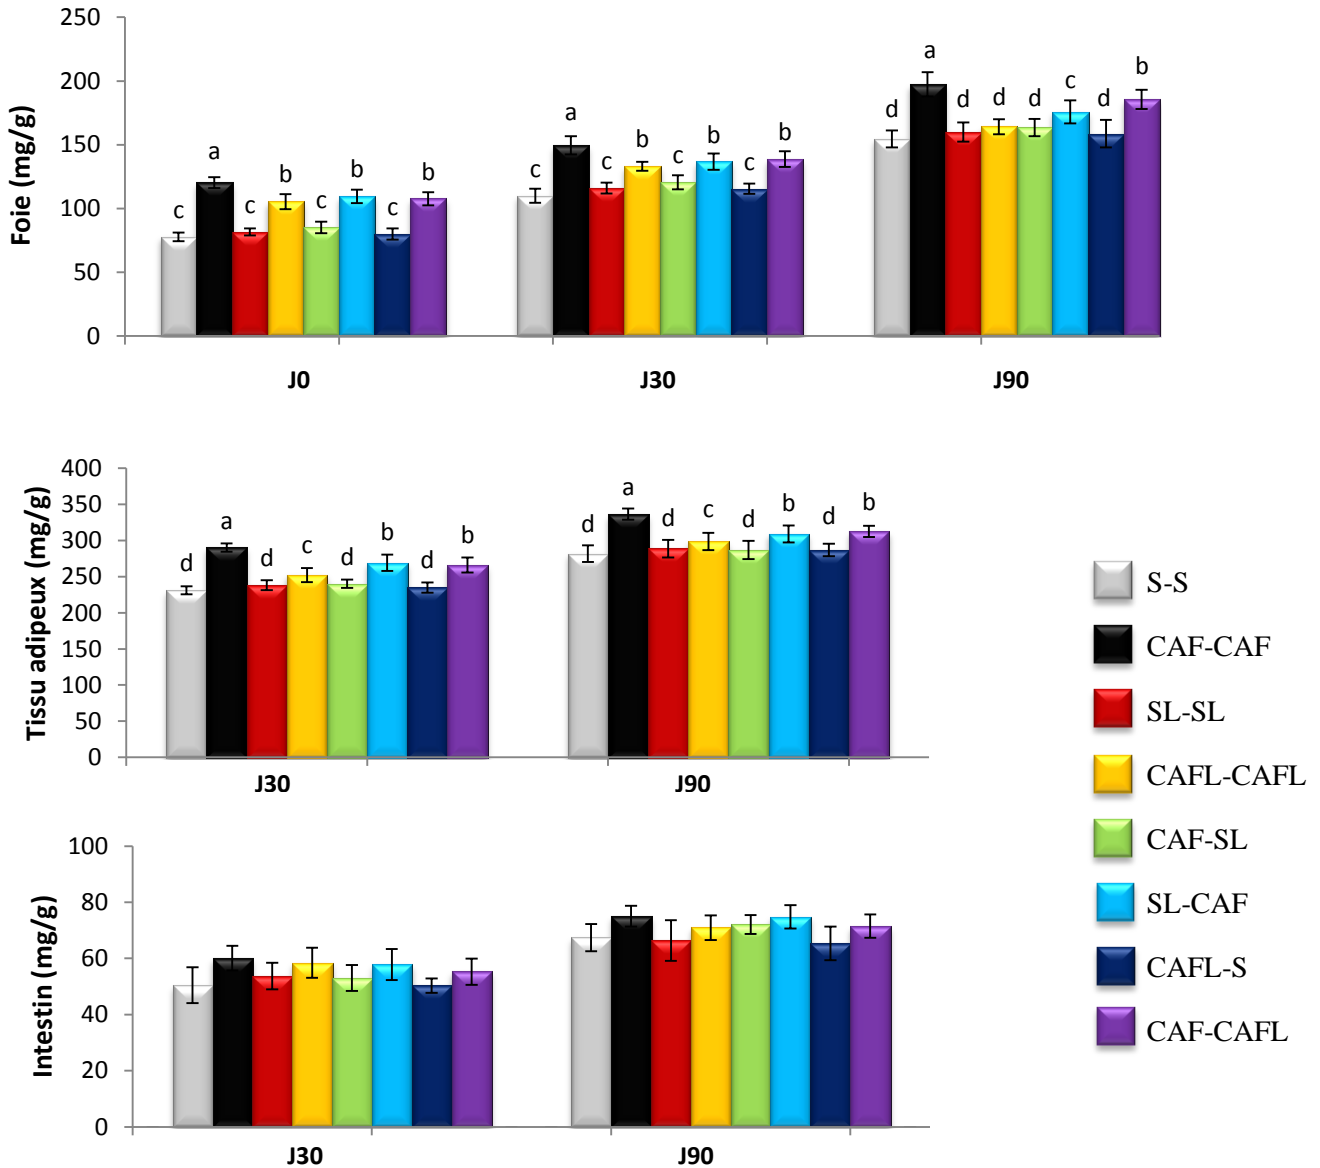 Foie (mg/g)
250
200
150
100
50
0
c a c b c b c b
c a c b c b c b
d a d d d c d b
J0 J30 J90
Tissu adipeux (mg/g)
400
350
300
250
200
150
100
50
0
d a d c d b d b
d a d c d b d b
J30 J90
Intestin (mg/g)
100
80
60
40
20
0
J30 J90
S-S
CAF-CAF
SL-SL
CAFL-CAFL
CAF-SL
SL-CAF
CAFL-S
CAF-CAFL